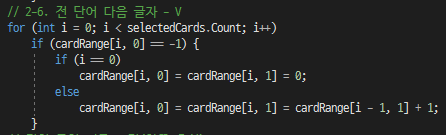 // 2-6. 전 단어 다음 글자 - V
for (int i = 0; i < selectedCards.Count; i++)
if (cardRange[i, 0] == -1) {
if (i == 0)
cardRange[i, 0] = cardRange[i, 1] = 0;
else
cardRange[i, 0] = cardRange[i, 1] = cardRange[i - 1, 1] + 1;
}